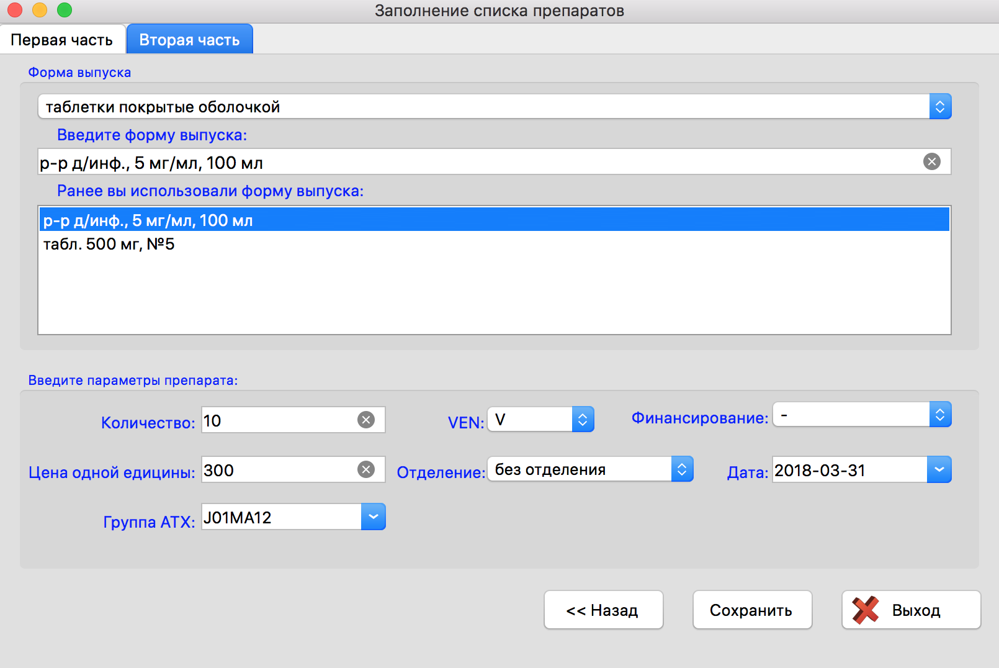 Заполнение списка препаратов
Первая часть
Вторая часть
Форма выпуска
таблетки покрытые оболочкой
Введите форму выпуска:
р-р д/инф., 5 мг/мл, 100 мл
Ранее вы использовали форму выпуска:
р-р д/инф., 5 мг/мл, 100 мл
табл. 500 мг, №5
Введите параметры препарата:
Количество: 10 VEN: V Финансирование: -
Цена одной едицины: 300 Отделение: без отделения Дата: 2018-03-31
Группа АТХ: J01MA12
<< Назад Сохранить Выход